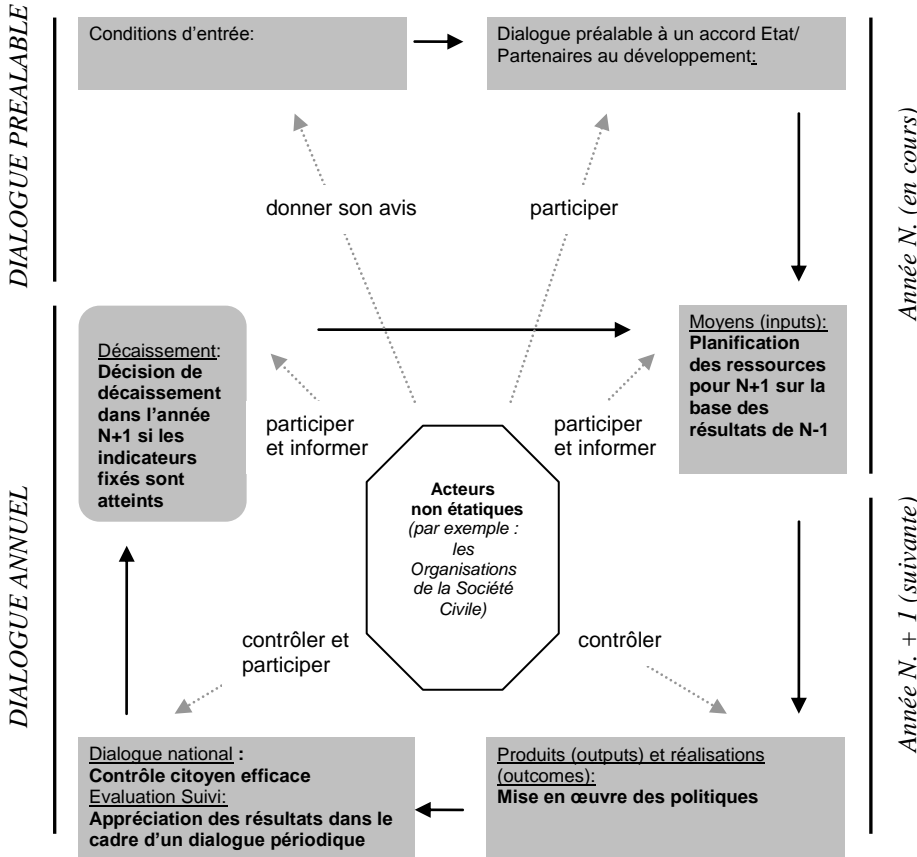 DIALOGUE PREALABLE
Conditions d'entrée:
Dialogue préalable à un accord Etat/
Partenaires au développement:
Année N. (en cours)
donner son avis
participer
Décaissement:
Décision de
décaissement
dans l'année
N+1 si les
indicateurs
fixés sont
atteints
participer
et informer
participer
et informer
Moyens (inputs):
Planification
des ressources
pour N+1 sur la
base des
résultats de N-1
Acteurs
non étatiques
(par exemple :
les
Organisations
de la Société
Civile)
DIALOGUE ANNUEL
Année N. + 1 (suivante)
contrôler et
participer
contrôler
Dialogue national :
Contrôle citoyen efficace
Evaluation Suivi:
Appréciation des résultats dans le
cadre d'un dialogue périodique
Produits (outputs) et réalisations
(outcomes):
Mise en œuvre des politiques